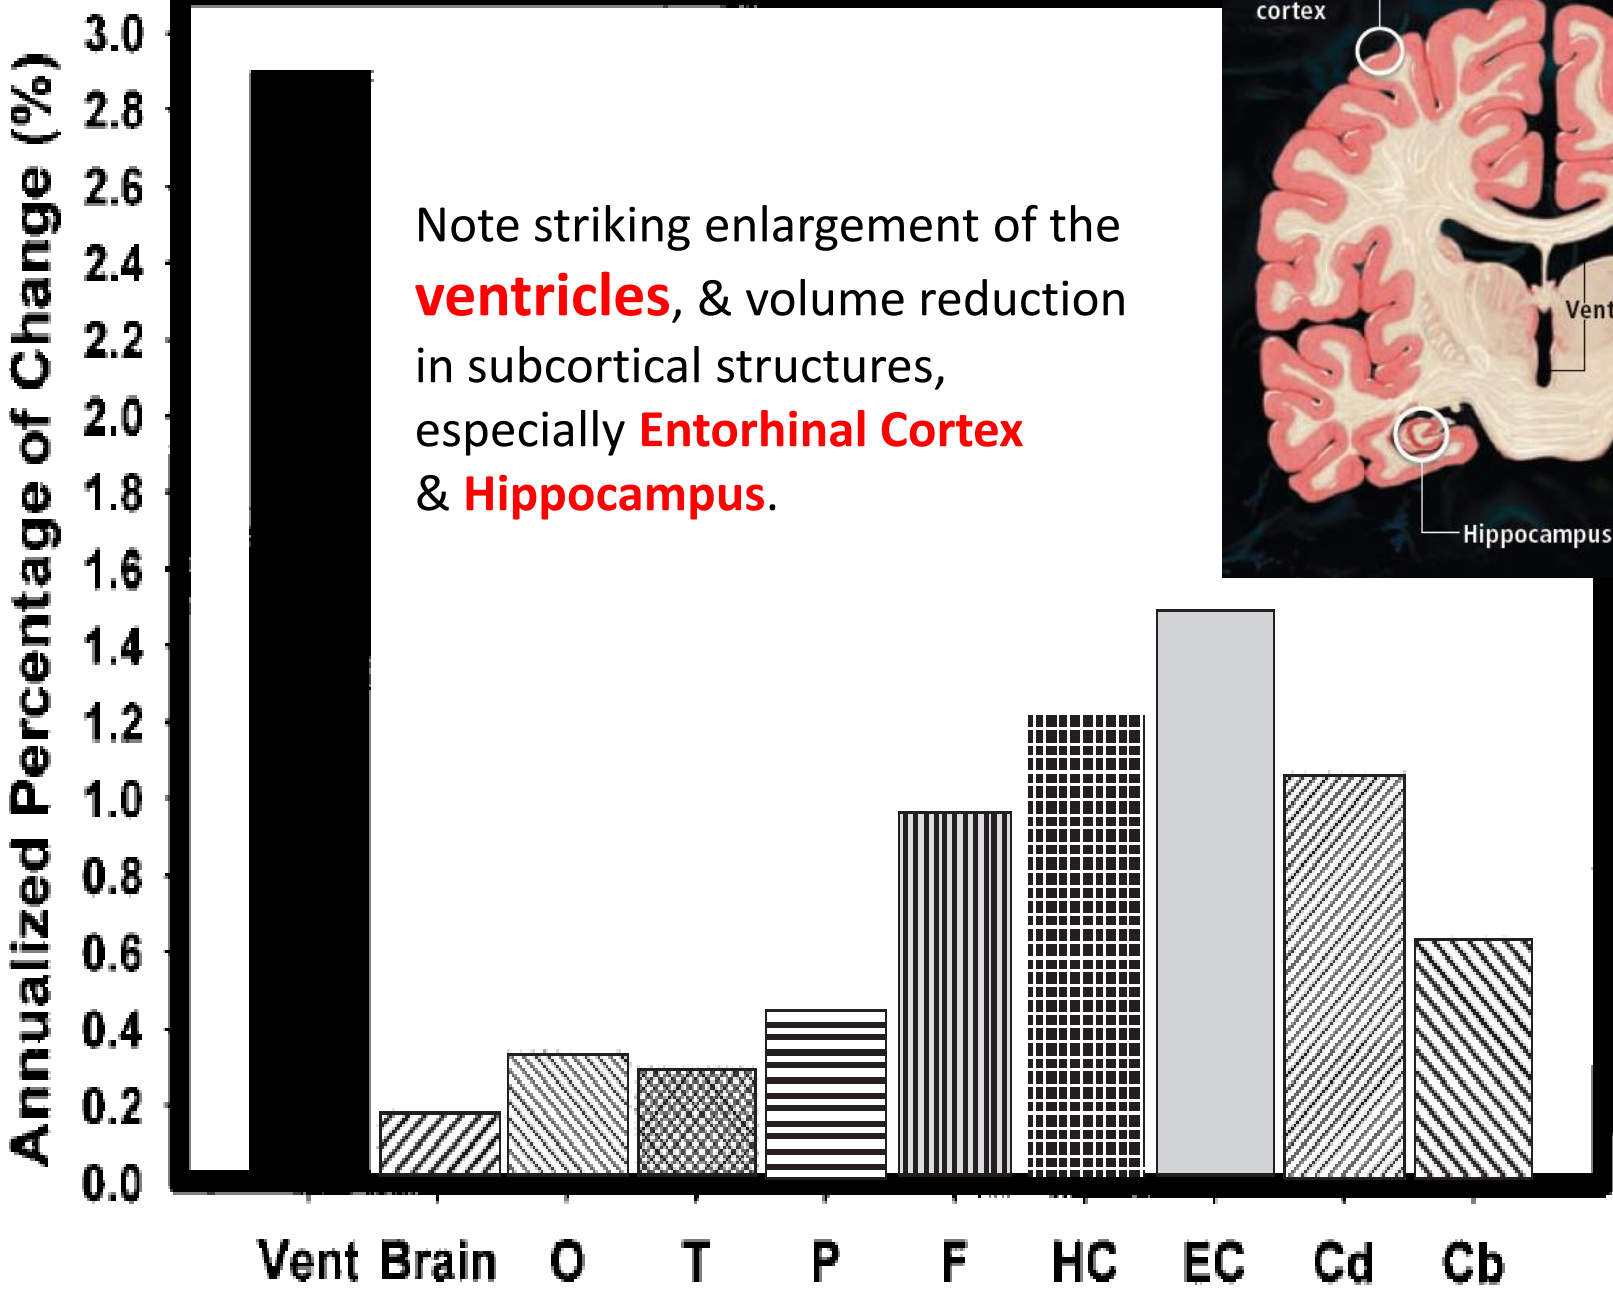 Annualized Percentage of Change (%)
3.0
2.8
2.6
2.4
2.2
2.0
1.8
1.6
1.4
1.2
1.0
0.8
0.6
0.4
0.2
0.0
Note striking enlargement of the
ventricles, & volume reduction
in subcortical structures,
especially Entorhinal Cortex
& Hippocampus.
cortex
Vent
Hippocampus
Vent Brain O T P F HC EC Cd Cb